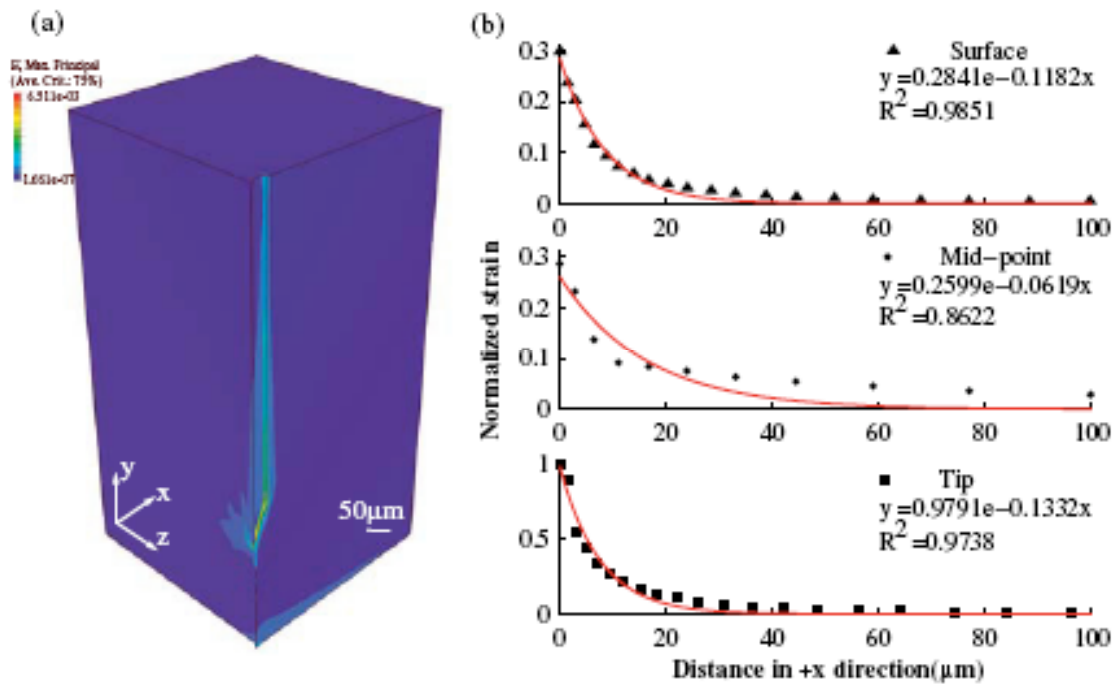 (a)
E, Max. Principal
(Ave. Crit.: 75%)
6.511e-03
1.651e-07
y
x
z
50μm
(b)
Normalized strain
0.3
0.2
0.1
0
0 20 40 60 80 100
Surface
y=0.2841e−0.1182x
R2=0.9851
0.3
0.2
0.1
0
0 20 40 60 80 100
Mid−point
y=0.2599e−0.0619x
R2=0.8622
1
0.5
0
0 20 40 60 80 100
Tip
y=0.9791e−0.1332x
R2=0.9738
Distance in +x direction(μm)